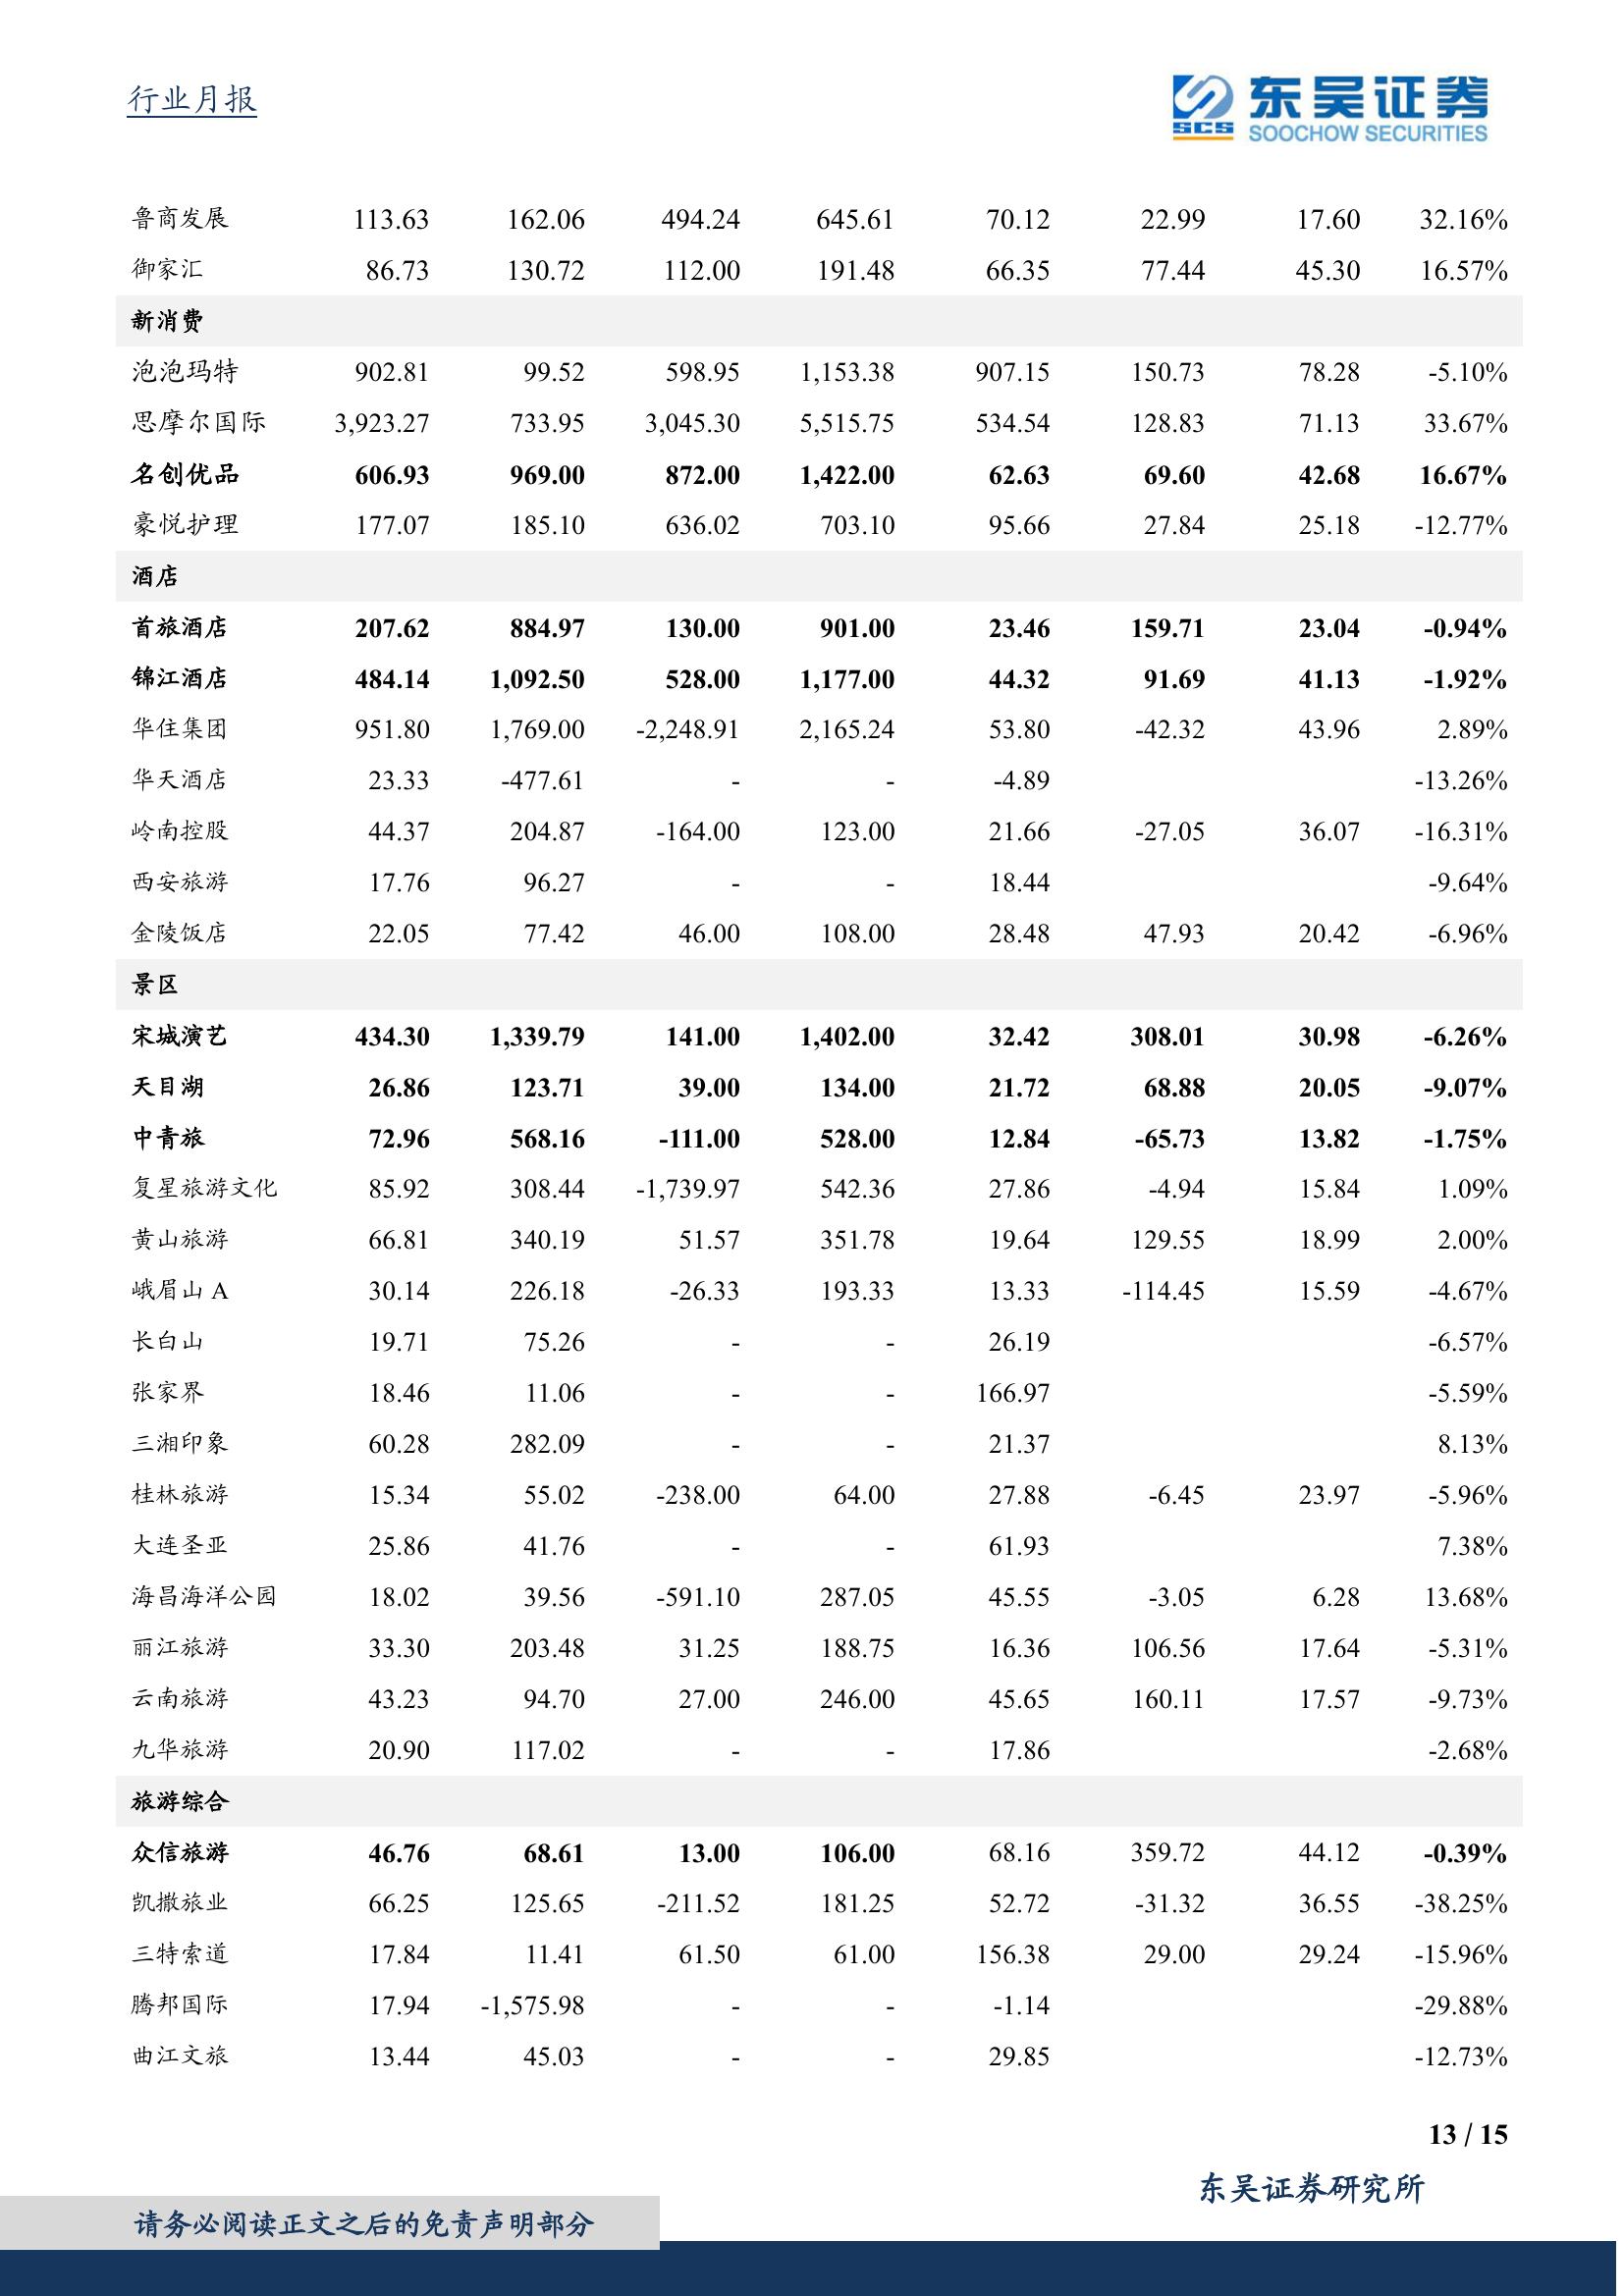 行业月报
SCS 东吴证券
SOOCHOW SECURITIES
鲁商发展 113.63 162.06 494.24 645.61 70.12 22.99 17.60 32.16%
御家汇 86.73 130.72 112.00 191.48 66.35 77.44 45.30 16.57%
新消费
泡泡玛特 902.81 99.52 598.95 1,153.38 907.15 150.73 78.28 -5.10%
思摩尔国际 3,923.27 733.95 3,045.30 5,515.75 534.54 128.83 71.13 33.67%
名创优品 606.93 969.00 872.00 1,422.00 62.63 69.60 42.68 16.67%
豪悦护理 177.07 185.10 636.02 703.10 95.66 27.84 25.18 -12.77%
酒店
首旅酒店 207.62 884.97 130.00 901.00 23.46 159.71 23.04 -0.94%
锦江酒店 484.14 1,092.50 528.00 1,177.00 44.32 91.69 41.13 -1.92%
华住集团 951.80 1,769.00 -2,248.91 2,165.24 53.80 -42.32 43.96 2.89%
华天酒店 23.33 -477.61 - - -4.89 -13.26%
岭南控股 44.37 204.87 -164.00 123.00 21.66 -27.05 36.07 -16.31%
西安旅游 17.76 96.27 - - 18.44 -9.64%
金陵饭店 22.05 77.42 46.00 108.00 28.48 47.93 20.42 -6.96%
景区
宋城演艺 434.30 1,339.79 141.00 1,402.00 32.42 308.01 30.98 -6.26%
天目湖 26.86 123.71 39.00 134.00 21.72 68.88 20.05 -9.07%
中青旅 72.96 568.16 -111.00 528.00 12.84 -65.73 13.82 -1.75%
复星旅游文化 85.92 308.44 -1,739.97 542.36 27.86 -4.94 15.84 1.09%
黄山旅游 66.81 340.19 51.57 351.78 19.64 129.55 18.99 2.00%
峨眉山 A 30.14 226.18 -26.33 193.33 13.33 -114.45 15.59 -4.67%
长白山 19.71 75.26 - - 26.19 -6.57%
张家界 18.46 11.06 - - 166.97 -5.59%
三湘印象 60.28 282.09 - - 21.37 8.13%
桂林旅游 15.34 55.02 -238.00 64.00 27.88 -6.45 23.97 -5.96%
大连圣亚 25.86 41.76 - - 61.93 7.38%
海昌海洋公园 18.02 39.56 -591.10 287.05 45.55 -3.05 6.28 13.68%
丽江旅游 33.30 203.48 31.25 188.75 16.36 106.56 17.64 -5.31%
云南旅游 43.23 94.70 27.00 246.00 45.65 160.11 17.57 -9.73%
九华旅游 20.90 117.02 - - 17.86 -2.68%
旅游综合
众信旅游 46.76 68.61 13.00 106.00 68.16 359.72 44.12 -0.39%
凯撒旅业 66.25 125.65 -211.52 181.25 52.72 -31.32 36.55 -38.25%
三特索道 17.84 11.41 61.50 61.00 156.38 29.00 29.24 -15.96%
腾邦国际 17.94 -1,575.98 - - -1.14 -29.88%
曲江文旅 13.44 45.03 - - 29.85 -12.73%
13 / 15
东吴证券研究所
请务必阅读正文之后的免责声明部分